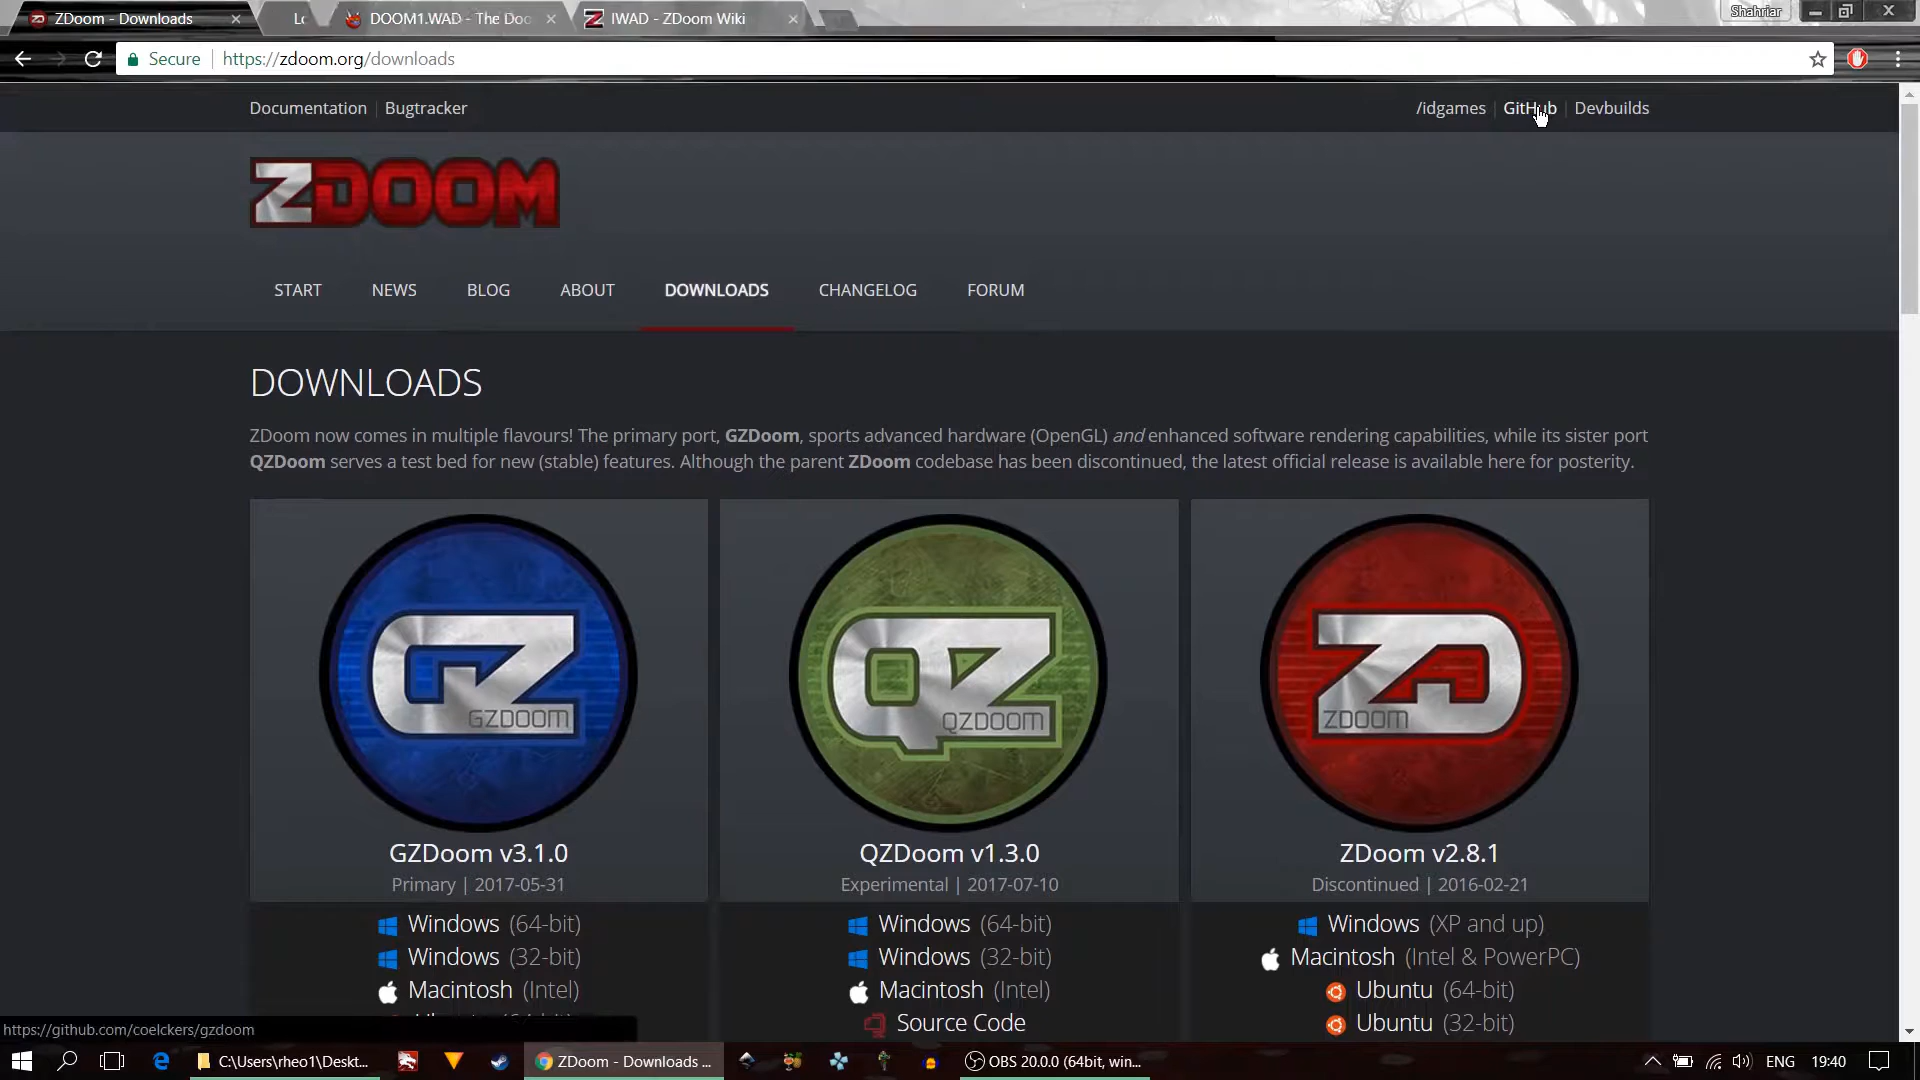 ZDoom - Downloads
Lo
DOOM1.WAD - The Doo
IWAD - ZDoom Wiki
Shahriar
Secure | https://zdoom.org/downloads
Documentation | Bugtracker
/idgames | GitHub | Devbuilds
ZDOOM
START NEWS BLOG ABOUT DOWNLOADS CHANGELOG FORUM
DOWNLOADS
ZDoom now comes in multiple flavours! The primary port, GZDoom, sports advanced hardware (OpenGL) and enhanced software rendering capabilities, while its sister port
QZDoom serves a test bed for new (stable) features. Although the parent ZDoom codebase has been discontinued, the latest official release is available here for posterity.
GZ
GZDOOM
GZDoom v3.1.0
Primary | 2017-05-31
Windows (64-bit)
Windows (32-bit)
Macintosh (Intel)
QZ
QZDOOM
QZDoom v1.3.0
Experimental | 2017-07-10
Windows (64-bit)
Windows (32-bit)
Macintosh (Intel)
Source Code
ZD
ZDOOM
ZDoom v2.8.1
Discontinued | 2016-02-21
Windows (XP and up)
Macintosh (Intel & PowerPC)
Ubuntu (64-bit)
Ubuntu (32-bit)
https://github.com/coelckers/gzdoom
C:\Users\rheo1\Deskt...
ZDoom - Downloads ...
OBS 20.0.0 (64bit, win...
ENG
19:40